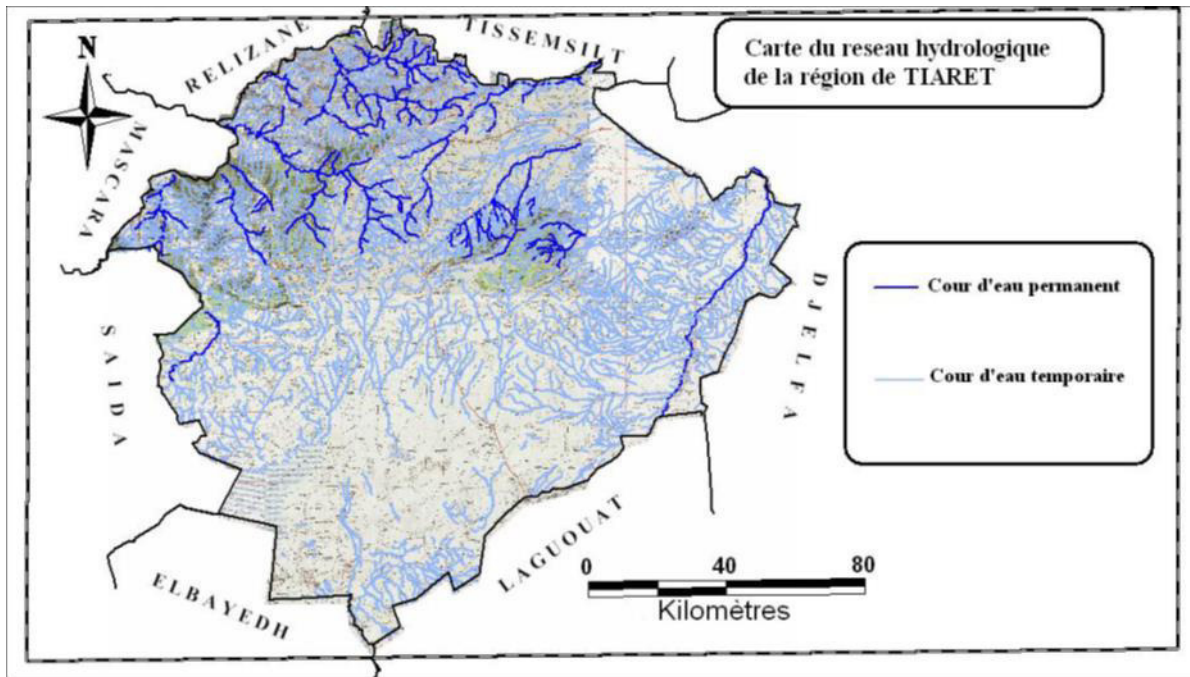 Carte du reseau hydrologique
de la région de TIARET
N
RELIZANE
TISSEMSILT
MASCARA
SAIDA
DJELFA
ELBAYEDH
LAGUOUAT
Cour d'eau permanent
Cour d'eau temporaire
0 40 80
Kilomètres